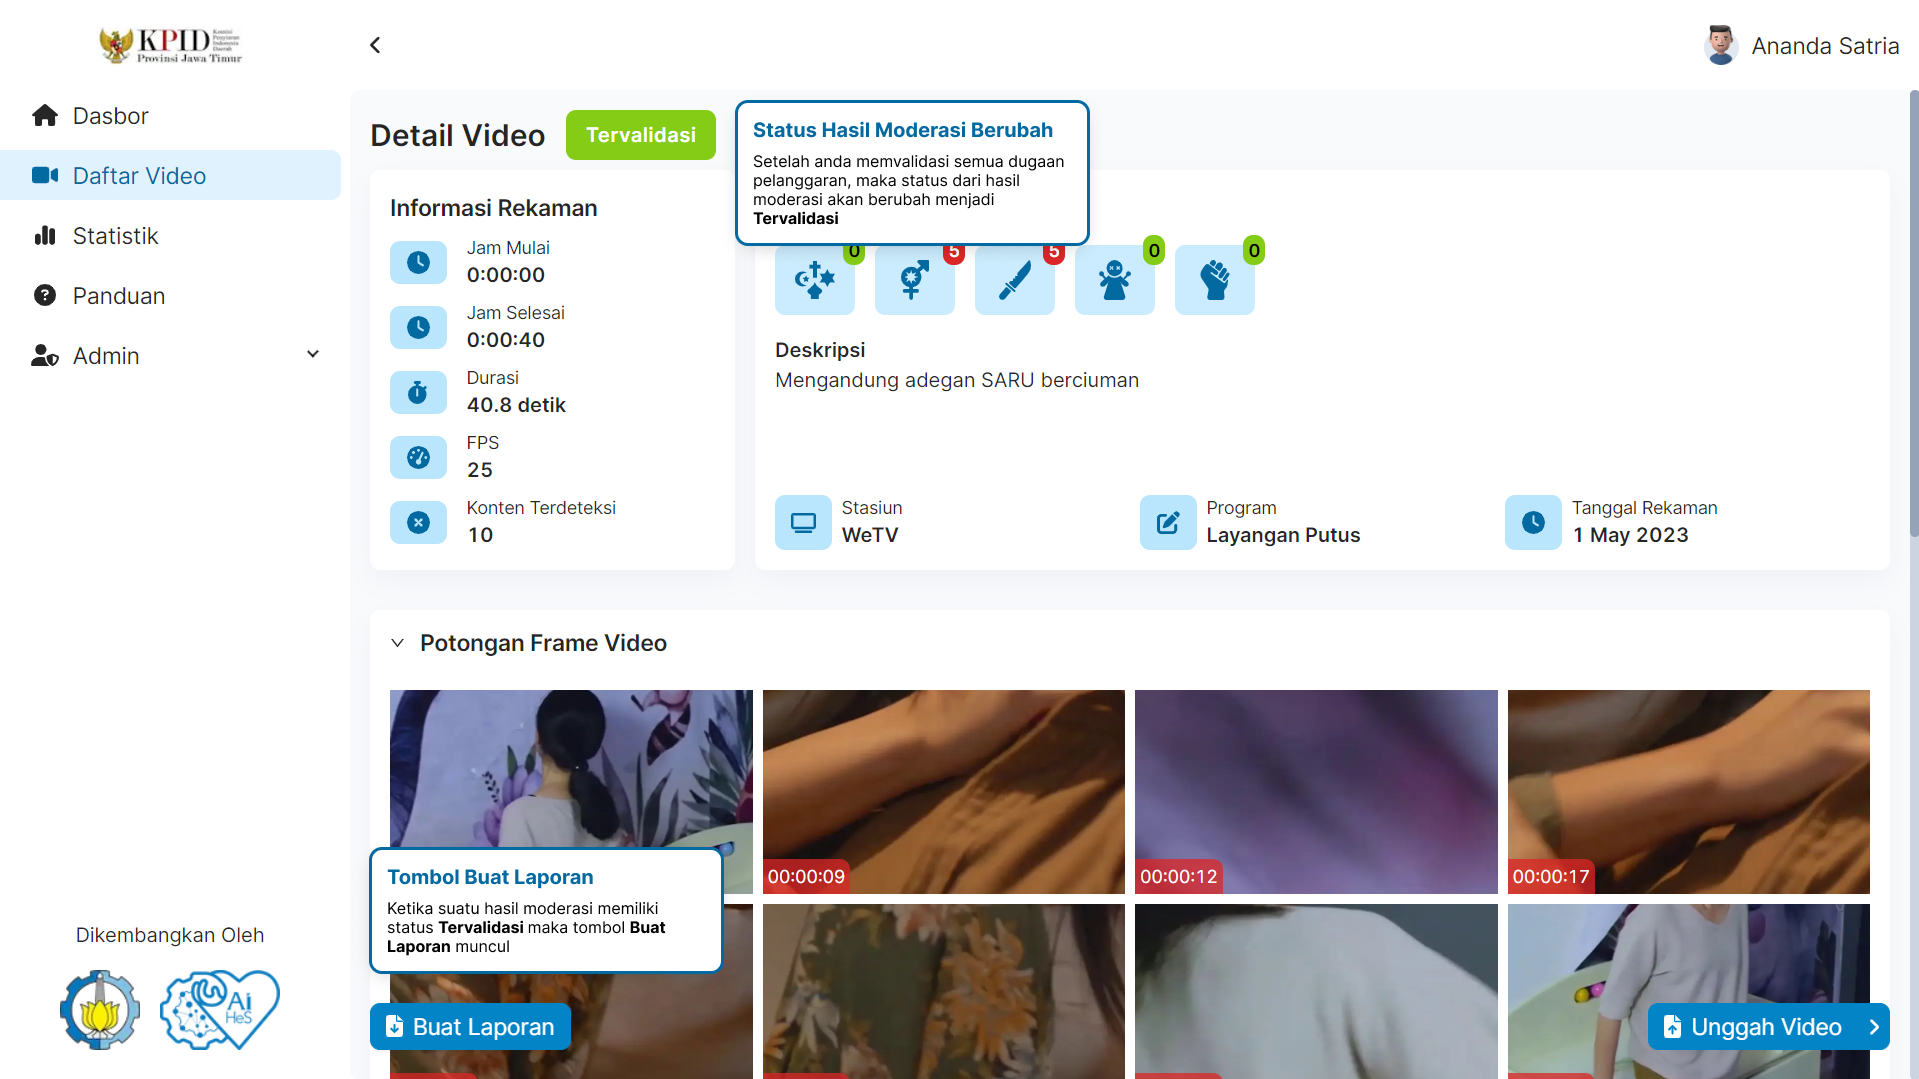 KPID
Komisi
Penyiaran
Indonesia
Daerah
Provinsi Jawa Timur
Ananda Satria
Dasbor
Daftar Video
Statistik
Panduan
Admin
Dikembangkan Oleh
Ai
HeS
Detail Video
Tervalidasi
Status Hasil Moderasi Berubah
Setelah anda memvalidasi semua dugaan
pelanggaran, maka status dari hasil
moderasi akan berubah menjadi
Tervalidasi
Informasi Rekaman
Jam Mulai
0:00:00
Jam Selesai
0:00:40
Durasi
40.8 detik
FPS
25
Konten Terdeteksi
10
0
5
5
0
0
Deskripsi
Mengandung adegan SARU berciuman
Stasiun
WeTV
Program
Layangan Putus
Tanggal Rekaman
1 May 2023
Potongan Frame Video
00:00:09
00:00:12
00:00:17
Tombol Buat Laporan
Ketika suatu hasil moderasi memiliki
status Tervalidasi maka tombol Buat
Laporan muncul
Buat Laporan
Unggah Video